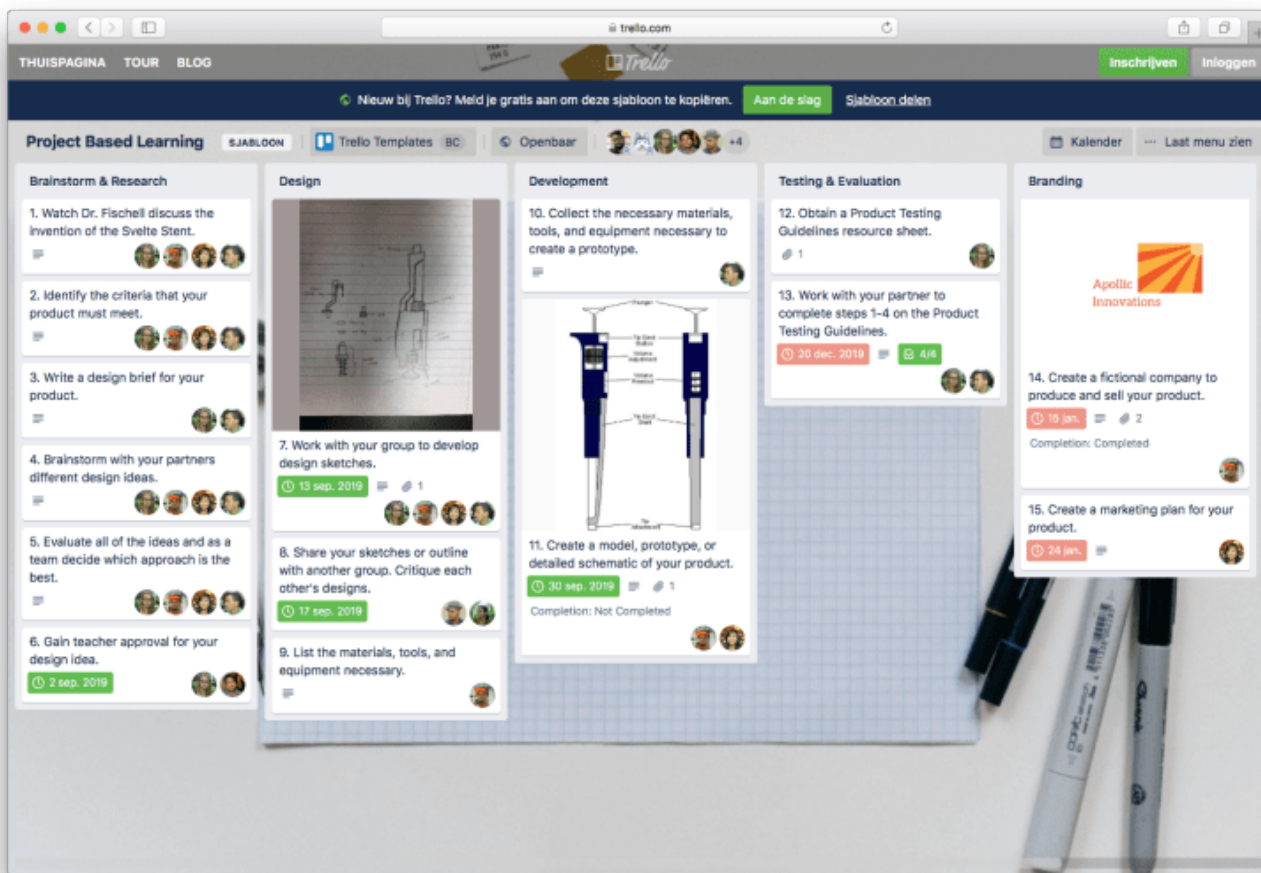 trello.com
THUISPAGINA TOUR BLOG
Trello
Inschrijven Inloggen
Nieuw bij Trello? Meld je gratis aan om deze sjabloon te kopiëren. Aan de slag Sjabloon delen
Project Based Learning SJABLOON Trello Templates BC Openbaar +4 Kalender ··· Laat menu zien
Brainstorm & Research
1. Watch Dr. Fischell discuss the
invention of the Svelte Stent.
2. Identify the criteria that your
product must meet.
3. Write a design brief for your
product.
4. Brainstorm with your partners
different design ideas.
5. Evaluate all of the ideas and as a
team decide which approach is the
best.
6. Gain teacher approval for your
design idea.
2 sep. 2019
Design
7. Work with your group to develop
design sketches.
13 sep. 2019 1
8. Share your sketches or outline
with another group. Critique each
other's designs.
17 sep. 2019
9. List the materials, tools, and
equipment necessary.
Development
10. Collect the necessary materials,
tools, and equipment necessary to
create a prototype.
Plunger
Tip Eject
Button
Volume
Adjustment
Tip
Attachment
11. Create a model, prototype, or
detailed schematic of your product.
30 sep. 2019 1
Completion: Not Completed
Testing & Evaluation
12. Obtain a Product Testing
Guidelines resource sheet.
1
13. Work with your partner to
complete steps 1-4 on the Product
Testing Guidelines.
20 dec. 2019 4/4
Branding
Apollic
Innovations
14. Create a fictional company to
produce and sell your product.
15 jan. 2
Completion: Completed
15. Create a marketing plan for your
product.
24 jan.
copic
Sharpie